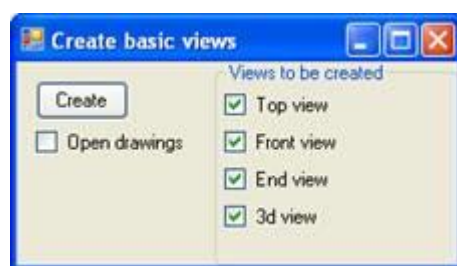 Create basic views
Create
Open drawings
Views to be created
Top view
Front view
End view
3d view